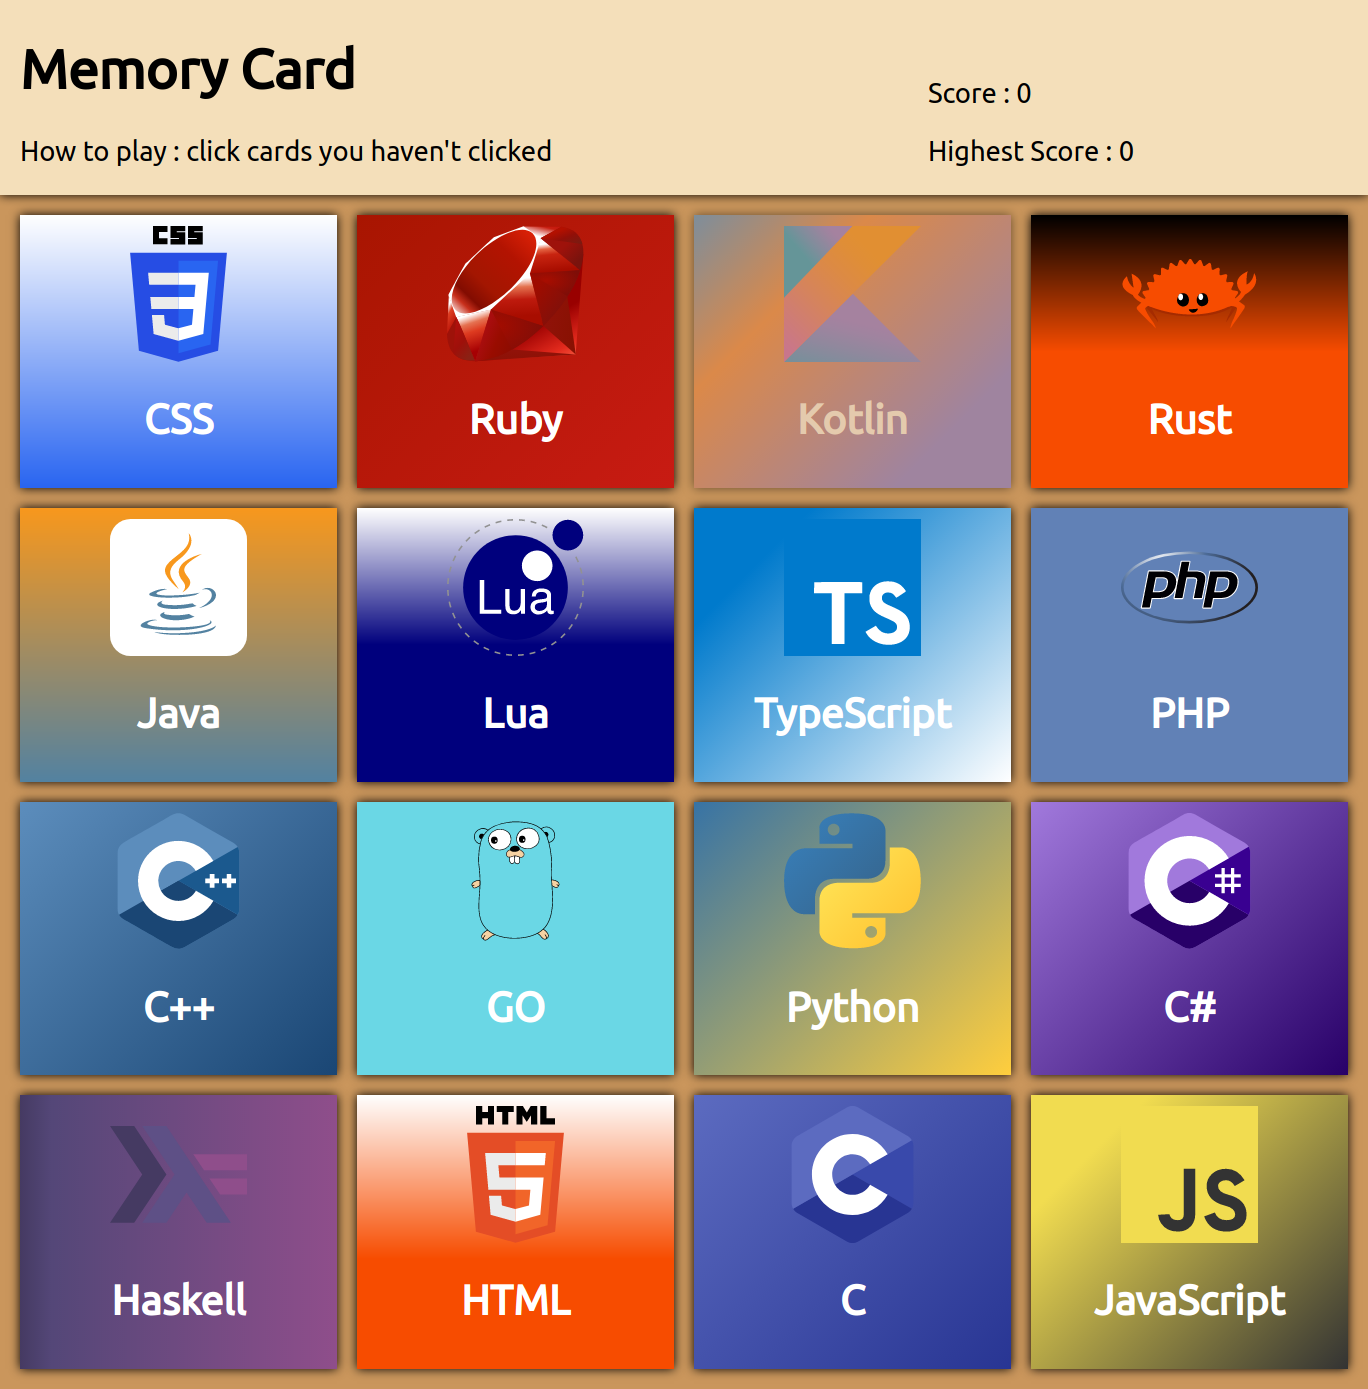 Memory Card
Score : 0
How to play : click cards you haven't clicked
Highest Score : 0
CSS
CSS
Ruby
Kotlin
Rust
Java
Lua
Lua
TS
TypeScript
php
PHP
C++
C++
GO
Python
C#
C#
Haskell
HTML
5
HTML
C
C
JS
JavaScript